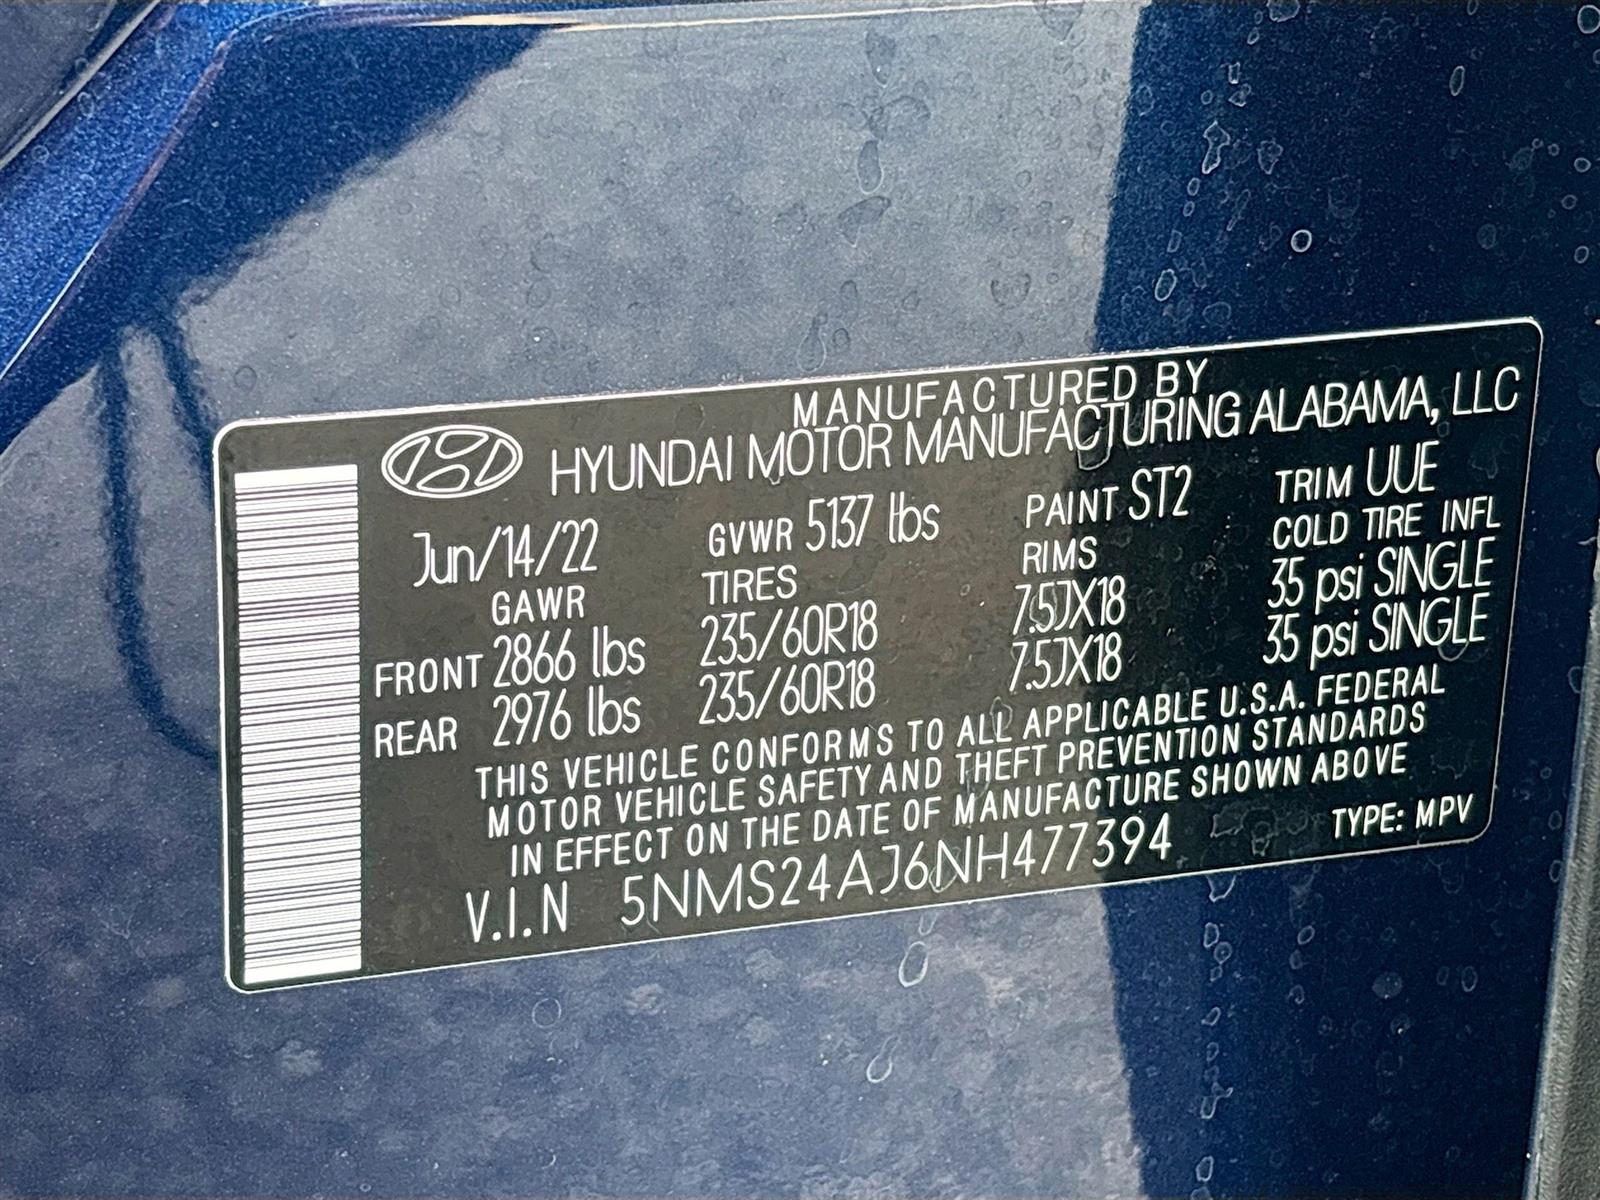 MANUFACTURED BY
HYUNDAI MOTOR MANUFACTURING ALABAMA, LLC
Jun/14/22 GVWR 5137 lbs PAINT ST2 TRIM UUE
GAWR TIRES RIMS COLD TIRE INFL
FRONT 2866 lbs 235/60R18 7.5JX18 35 psi SINGLE
REAR 2976 lbs 235/60R18 7.5JX18 35 psi SINGLE
THIS VEHICLE CONFORMS TO ALL APPLICABLE U.S.A. FEDERAL
MOTOR VEHICLE SAFETY AND THEFT PREVENTION STANDARDS
IN EFFECT ON THE DATE OF MANUFACTURE SHOWN ABOVE
V.I.N 5NMS24AJ6NH477394 TYPE: MPV